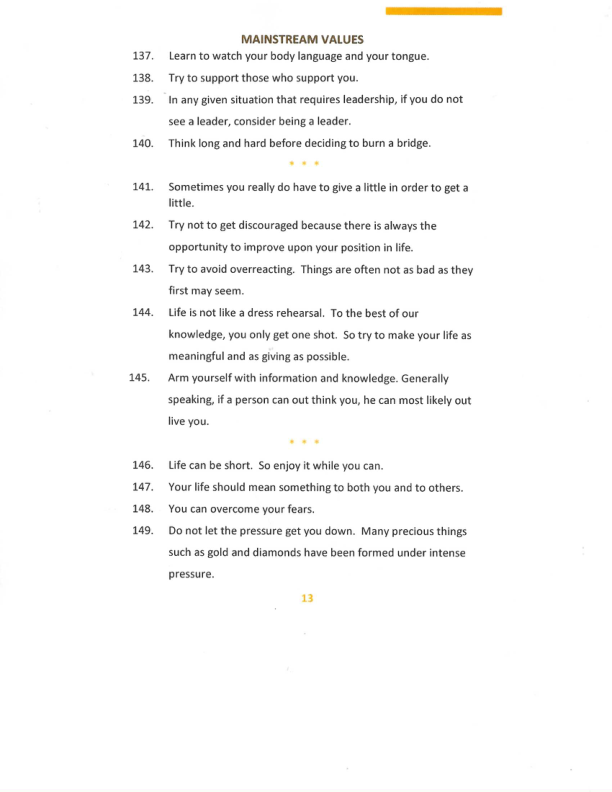 MAINSTREAM VALUES
137. Learn to watch your body language and your tongue.
138. Try to support those who support you.
139. In any given situation that requires leadership, if you do not
see a leader, consider being a leader.
140. Think long and hard before deciding to burn a bridge.
* * *
141. Sometimes you really do have to give a little in order to get a
little.
142. Try not to get discouraged because there is always the
opportunity to improve upon your position in life.
143. Try to avoid overreacting. Things are often not as bad as they
first may seem.
144. Life is not like a dress rehearsal. To the best of our
knowledge, you only get one shot. So try to make your life as
meaningful and as giving as possible.
145. Arm yourself with information and knowledge. Generally
speaking, if a person can out think you, he can most likely out
live you.
* * *
146. Life can be short. So enjoy it while you can.
147. Your life should mean something to both you and to others.
148. You can overcome your fears.
149. Do not let the pressure get you down. Many precious things
such as gold and diamonds have been formed under intense
pressure.
13